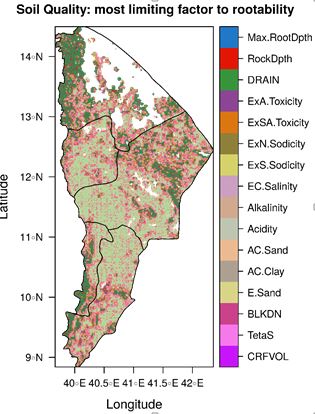 Soil Quality: most limiting factor to rootability
Latitude
14°N
13°N
12°N
11°N
10°N
9°N
40°E 40.5°E 41°E 41.5°E 42°E
Longitude
Max.RootDpth
RockDpth
DRAIN
ExA.Toxicity
ExSA.Toxicity
ExN.Sodicity
ExS.Sodicity
EC.Salinity
Alkalinity
Acidity
AC.Sand
AC.Clay
E.Sand
BLKDN
TetaS
CRFVOL